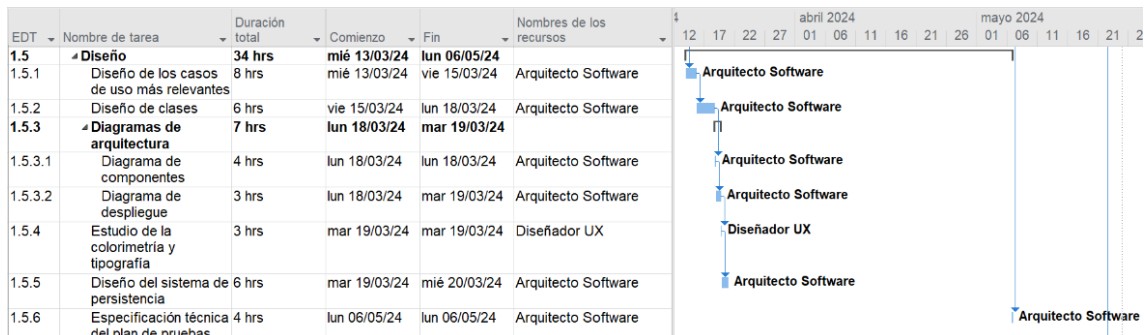 4 abril 2024 mayo 2024
EDT Nombre de tarea Duración total Comienzo Fin Nombres de los recursos 12 17 22 27 01 06 11 16 21 26 01 06 11 16 21 2
1.5 Diseño 34 hrs mié 13/03/24 lun 06/05/24
1.5.1 Diseño de los casos de uso más relevantes 8 hrs mié 13/03/24 vie 15/03/24 Arquitecto Software Arquitecto Software
1.5.2 Diseño de clases 6 hrs vie 15/03/24 lun 18/03/24 Arquitecto Software Arquitecto Software
1.5.3 Diagramas de arquitectura 7 hrs lun 18/03/24 mar 19/03/24
1.5.3.1 Diagrama de componentes 4 hrs lun 18/03/24 lun 18/03/24 Arquitecto Software Arquitecto Software
1.5.3.2 Diagrama de despliegue 3 hrs lun 18/03/24 mar 19/03/24 Arquitecto Software Arquitecto Software
1.5.4 Estudio de la colorimetría y tipografía 3 hrs mar 19/03/24 mar 19/03/24 Diseñador UX Diseñador UX
1.5.5 Diseño del sistema de persistencia 6 hrs mar 19/03/24 mié 20/03/24 Arquitecto Software Arquitecto Software
1.5.6 Especificación técnica del plan de pruebas 4 hrs lun 06/05/24 lun 06/05/24 Arquitecto Software Arquitecto Software